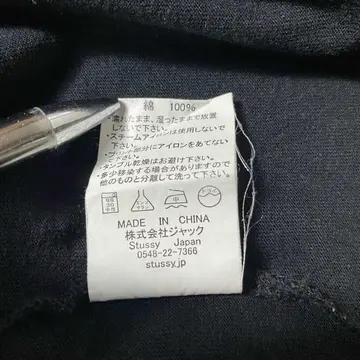 綿 100%
・濡れたまま、湿ったままで放置
しないで下さい。
・スチームアイロンは使用しないで
下さい。
・プリント部分にアイロンをあてない
で下さい。
・タンブル乾燥はお避け下さい。
・多少移染する場合がありますので
他のものと分離して洗って下さい。
MADE IN CHINA
株式会社ジャック
Stussy Japan
0548-22-7366
stussy.jp